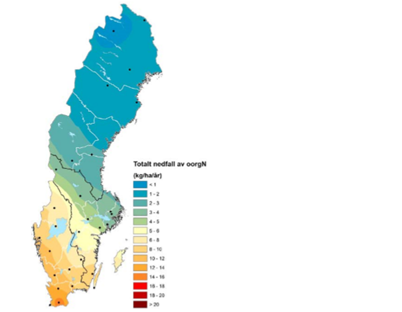 Totalt nedfall av oorgN
(kg/ha/år)
< 1
1 - 2
2 - 3
3 - 4
4 - 5
5 - 6
6 - 8
8 - 10
10 - 12
12 - 14
14 - 16
16 - 18
18 - 20
> 20